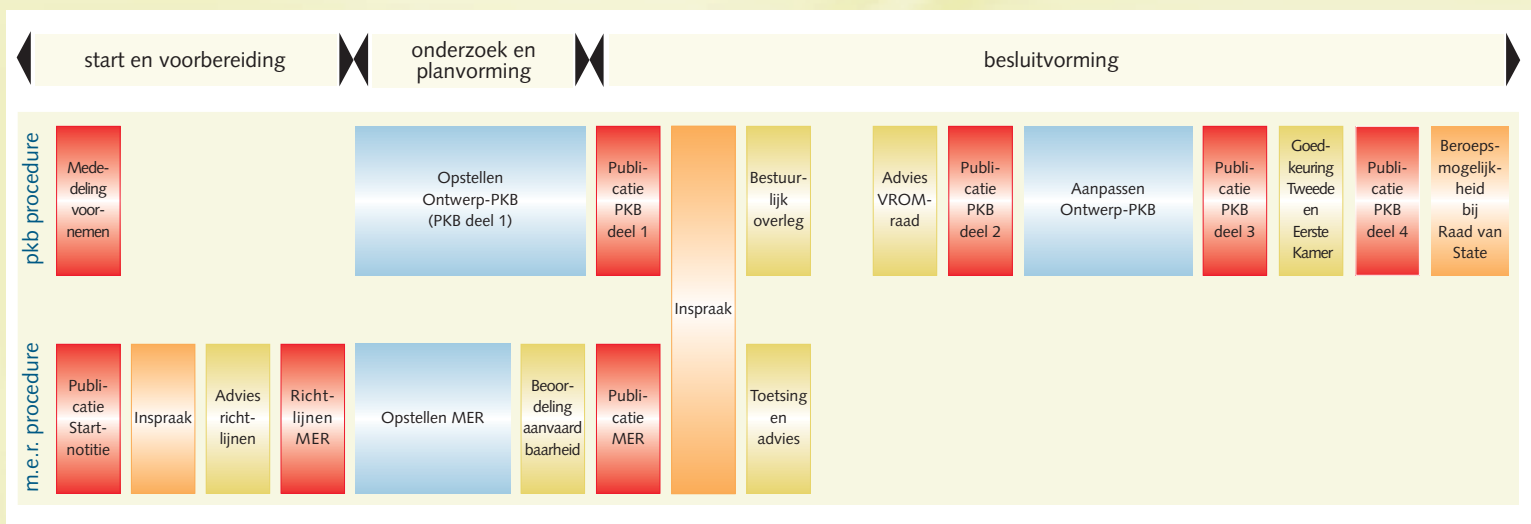 start en voorbereiding
onderzoek en
planvorming
besluitvorming
pkb procedure
Mede-
deling
voor-
nemen
Opstellen
Ontwerp-PKB
(PKB deel 1)
Publi-
catie
PKB
deel 1
Inspraak
Bestuur-
lijk
overleg
Advies
VROM-
raad
Publi-
catie
PKB
deel 2
Aanpassen
Ontwerp-PKB
Publi-
catie
PKB
deel 3
Goed-
keuring
Tweede
en
Eerste
Kamer
Publi-
catie
PKB
deel 4
Beroeps-
mogelijk-
heid
bij
Raad van
State
m.e.r. procedure
Publi-
catie
Start-
notitie
Inspraak
Advies
richt-
lijnen
Richt-
lijnen
MER
Opstellen MER
Beoor-
deling
aanvaard
baarheid
Publi-
catie
MER
Toetsing
en
advies